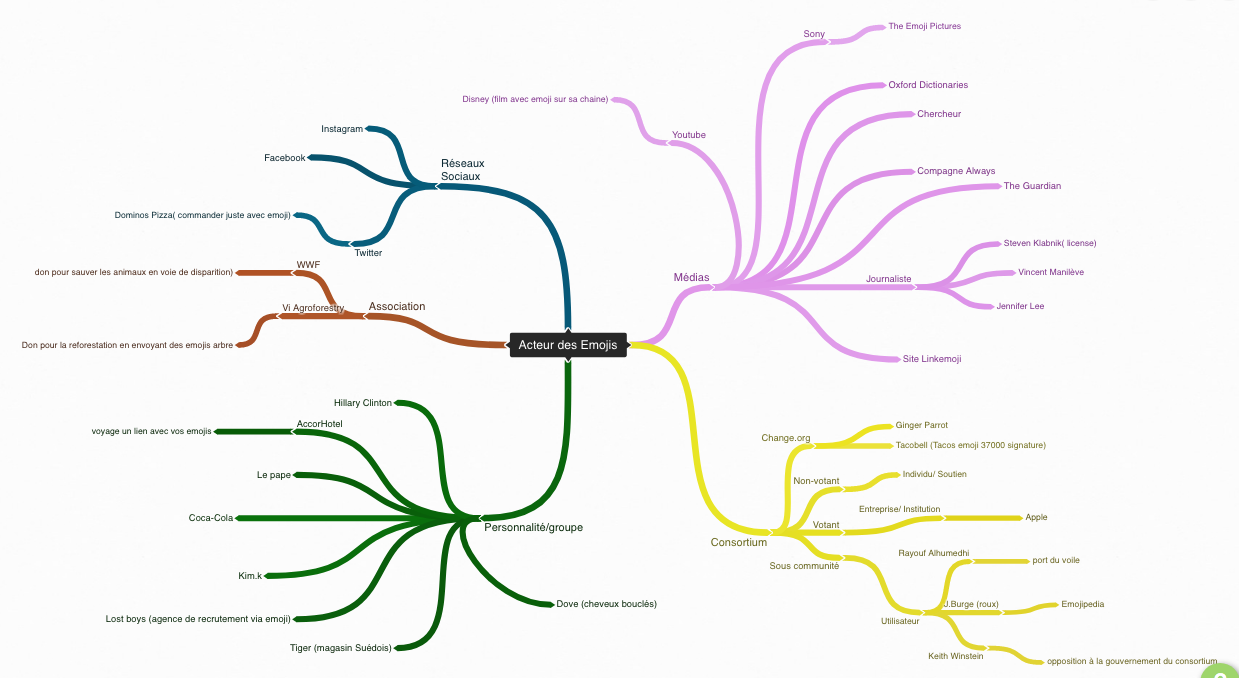 Acteur des Emojis
Réseaux
Sociaux
Instagram
Facebook
Twitter
Dominos Pizza( commander juste avec emoji)
Association
WWF
don pour sauver les animaux en voie de disparition)
Vi Agroforestry
Don pour la reforestation en envoyant des emojis arbre
Personnalité/groupe
Hillary Clinton
AccorHotel
voyage un lien avec vos emojis
Le pape
Coca-Cola
Kim.k
Lost boys (agence de recrutement via emoji)
Tiger (magasin Suédois)
Dove (cheveux bouclés)
Médias
Youtube
Disney (film avec emoji sur sa chaine)
Sony
The Emoji Pictures
Oxford Dictionaries
Chercheur
Compagne Always
The Guardian
Journaliste
Steven Klabnik( license)
Vincent Manilève
Jennifer Lee
Site Linkemoji
Consortium
Change.org
Ginger Parrot
Tacobell (Tacos emoji 37000 signature)
Non-votant
Individu/ Soutien
Votant
Entreprise/ Institution
Apple
Sous communité
Utilisateur
Rayouf Alhumedhi
port du voile
J.Burge (roux)
Emojipedia
Keith Winstein
opposition à la gouvernement du consortium